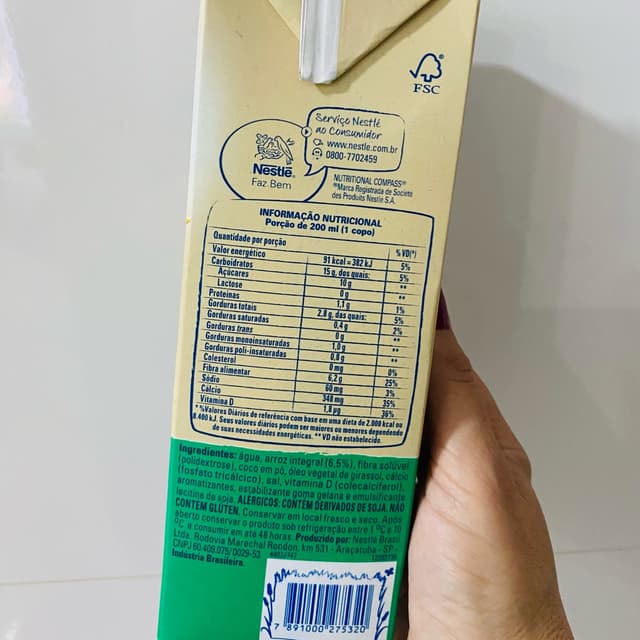 FSC
Serviço Nestlé
ao Consumidor
www.nestle.com.br
0800-7702459
Nestlé
Faz Bem
NUTRITIONAL COMPASS®
®Marca Registrada de Societé
des Produits Nestlé S.A.
INFORMAÇÃO NUTRICIONAL
Porção de 200 ml (1 copo)
Quantidade por porção % VD(*)
Valor energético 91 kcal = 382 kJ 5%
Carboidratos 15 g, dos quais: 5%
Açúcares 10 g **
Lactose 0 g **
Proteínas 1,1 g 1%
Gorduras totais 2,8 g, das quais: 5%
Gorduras saturadas 0,4 g 2%
Gorduras trans 0 g **
Gorduras monoinsaturadas 1,0 g **
Gorduras poli-insaturadas 0,8 g **
Colesterol 0 mg 0%
Fibra alimentar 6,2 g 25%
Sódio 60 mg 3%
Cálcio 348 mg 35%
Vitamina D 1,8 µg 36%
* %Valores Diários de referência com base em uma dieta de 2.000 kcal ou
8.400 kJ. Seus valores diários podem ser maiores ou menores dependendo
de suas necessidades energéticas. ** VD não estabelecido.
Ingredientes: água, arroz integral (6,5%), fibra solúvel
(polidextrose), coco em pó, óleo vegetal de girassol, cálcio
(fosfato tricálcico), sal, vitamina D (colecalciferol),
aromatizantes, estabilizante goma gelana e emulsificante
lecitina de soja. ALÉRGICOS: CONTÉM DERIVADOS DE SOJA. NÃO
CONTÉM GLÚTEN. Conservar em local fresco e seco. Após
aberto conservar o produto sob refrigeração entre 1 ºC e 10
ºC e consumir em até 48 horas. Produzido por: Nestlé Brasil
Ltda. Rodovia Marechal Rondon, km 531 - Araçatuba - SP -
CNPJ 60.409.075/0029-53
Indústria Brasileira.
7 891000 275320